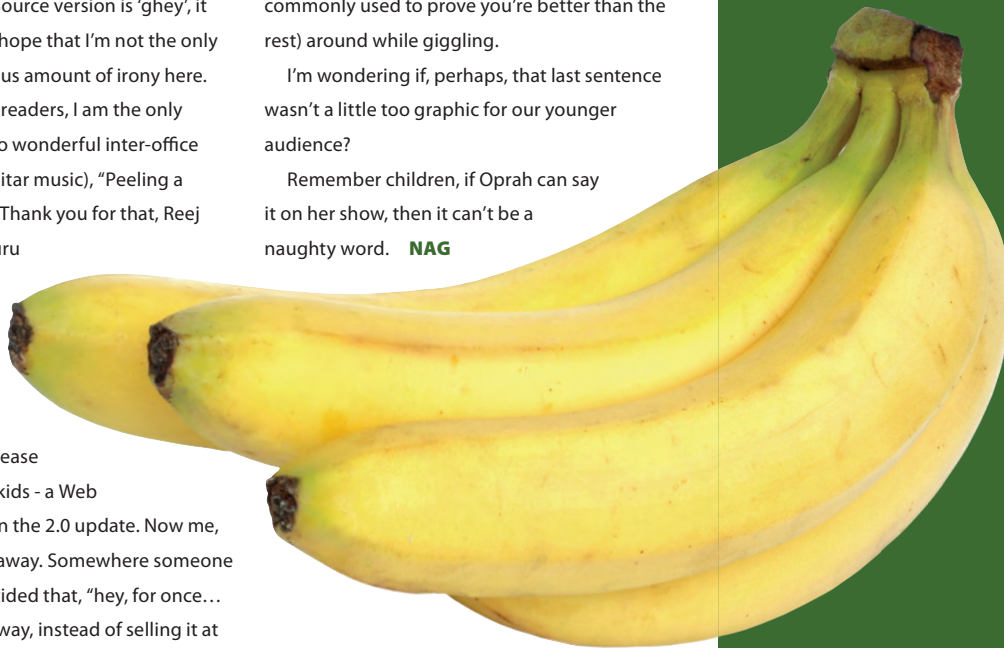 ource version is ‘ghey’, it
hope that I’m not the only
us amount of irony here.
readers, I am the only
o wonderful inter-office
itar music), “Peeling a
Thank you for that, Reej
ru
ease
kids - a Web
n the 2.0 update. Now me,
away. Somewhere someone
ided that, “hey, for once…
way, instead of selling it at
commonly used to prove you’re better than the
rest) around while giggling.
I’m wondering if, perhaps, that last sentence
wasn’t a little too graphic for our younger
audience?
Remember children, if Oprah can say
it on her show, then it can’t be a
naughty word. NAG